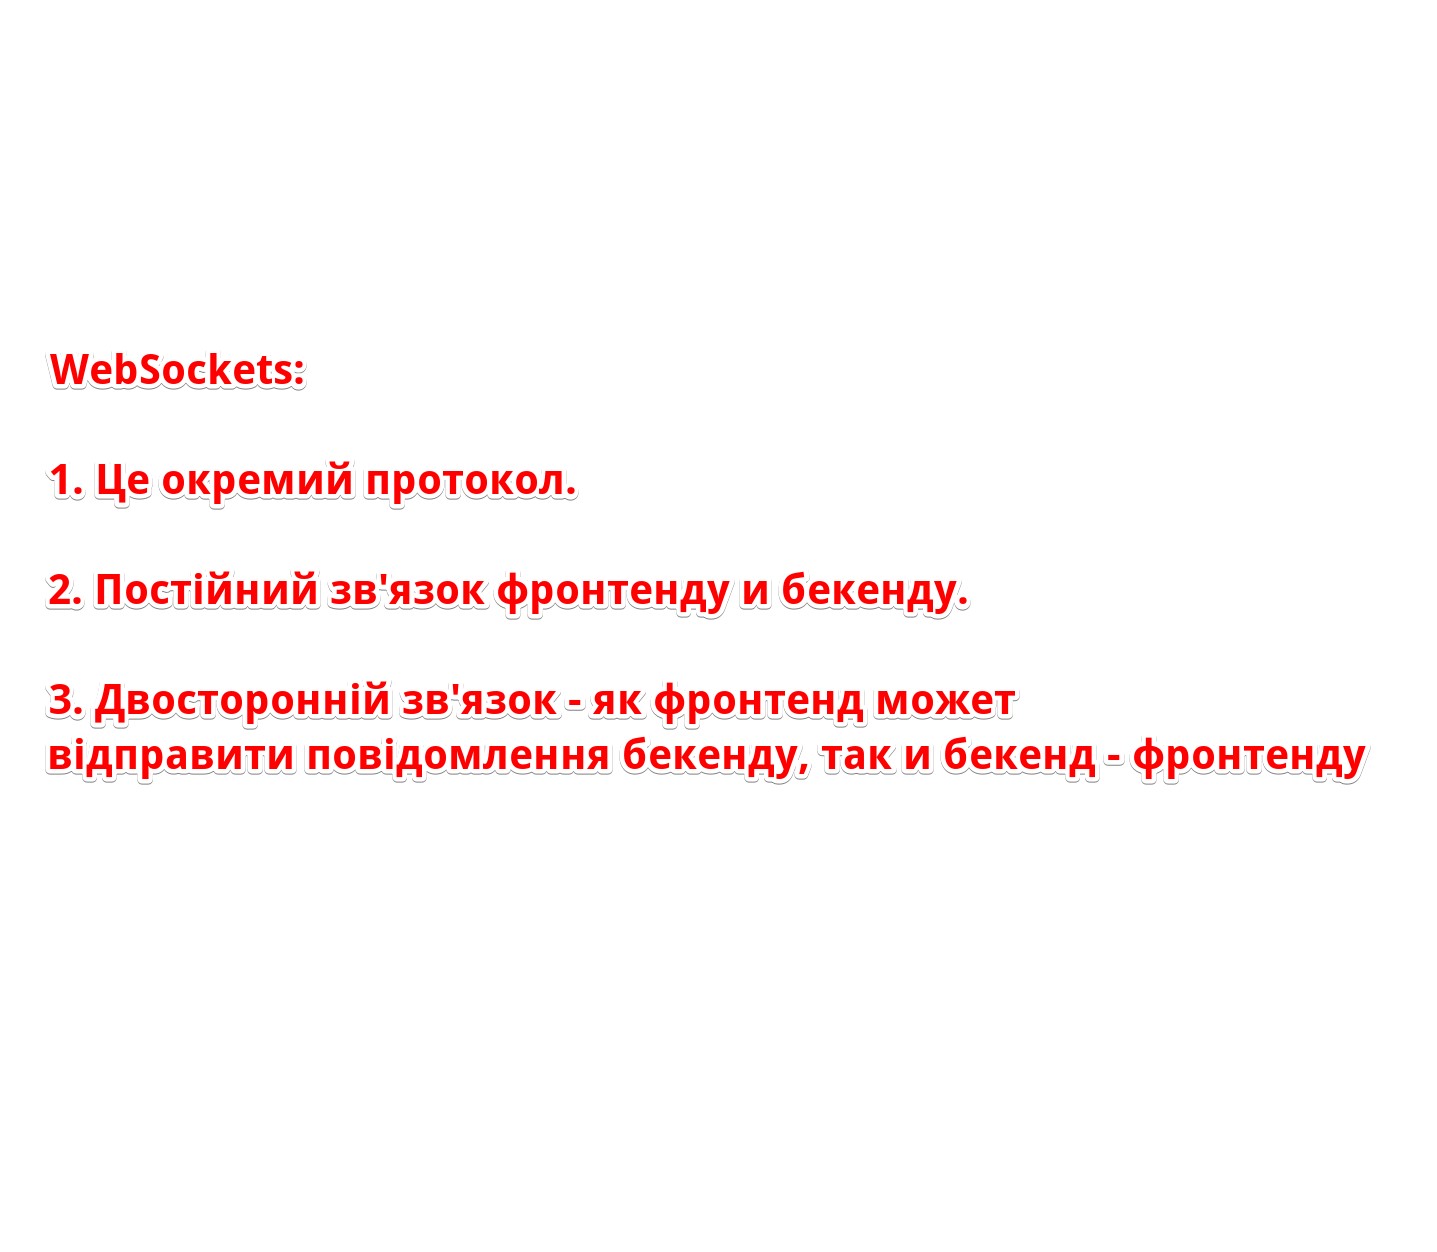 WebSockets:
1. Це окремий протокол.
2. Постійний зв'язок фронтенду и бекенду.
3. Двосторонній зв'язок - як фронтенд может
відправити повідомлення бекенду, так и бекенд - фронтенду